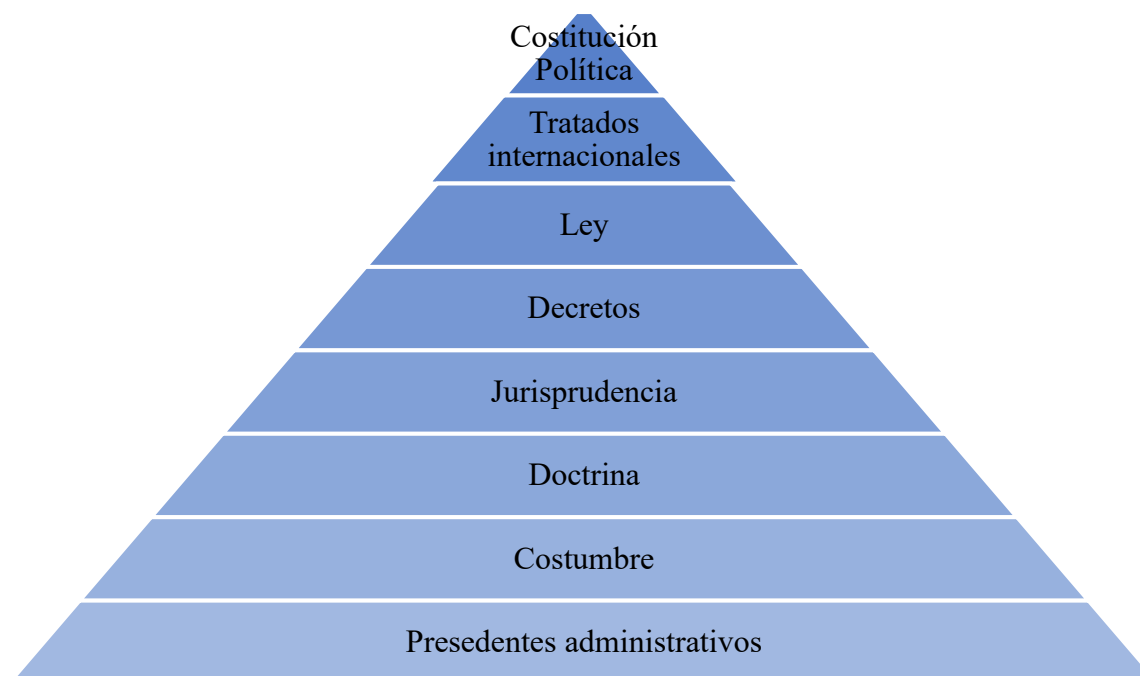 Costitución
Política
Tratados
internacionales
Ley
Decretos
Jurisprudencia
Doctrina
Costumbre
Presedentes administrativos